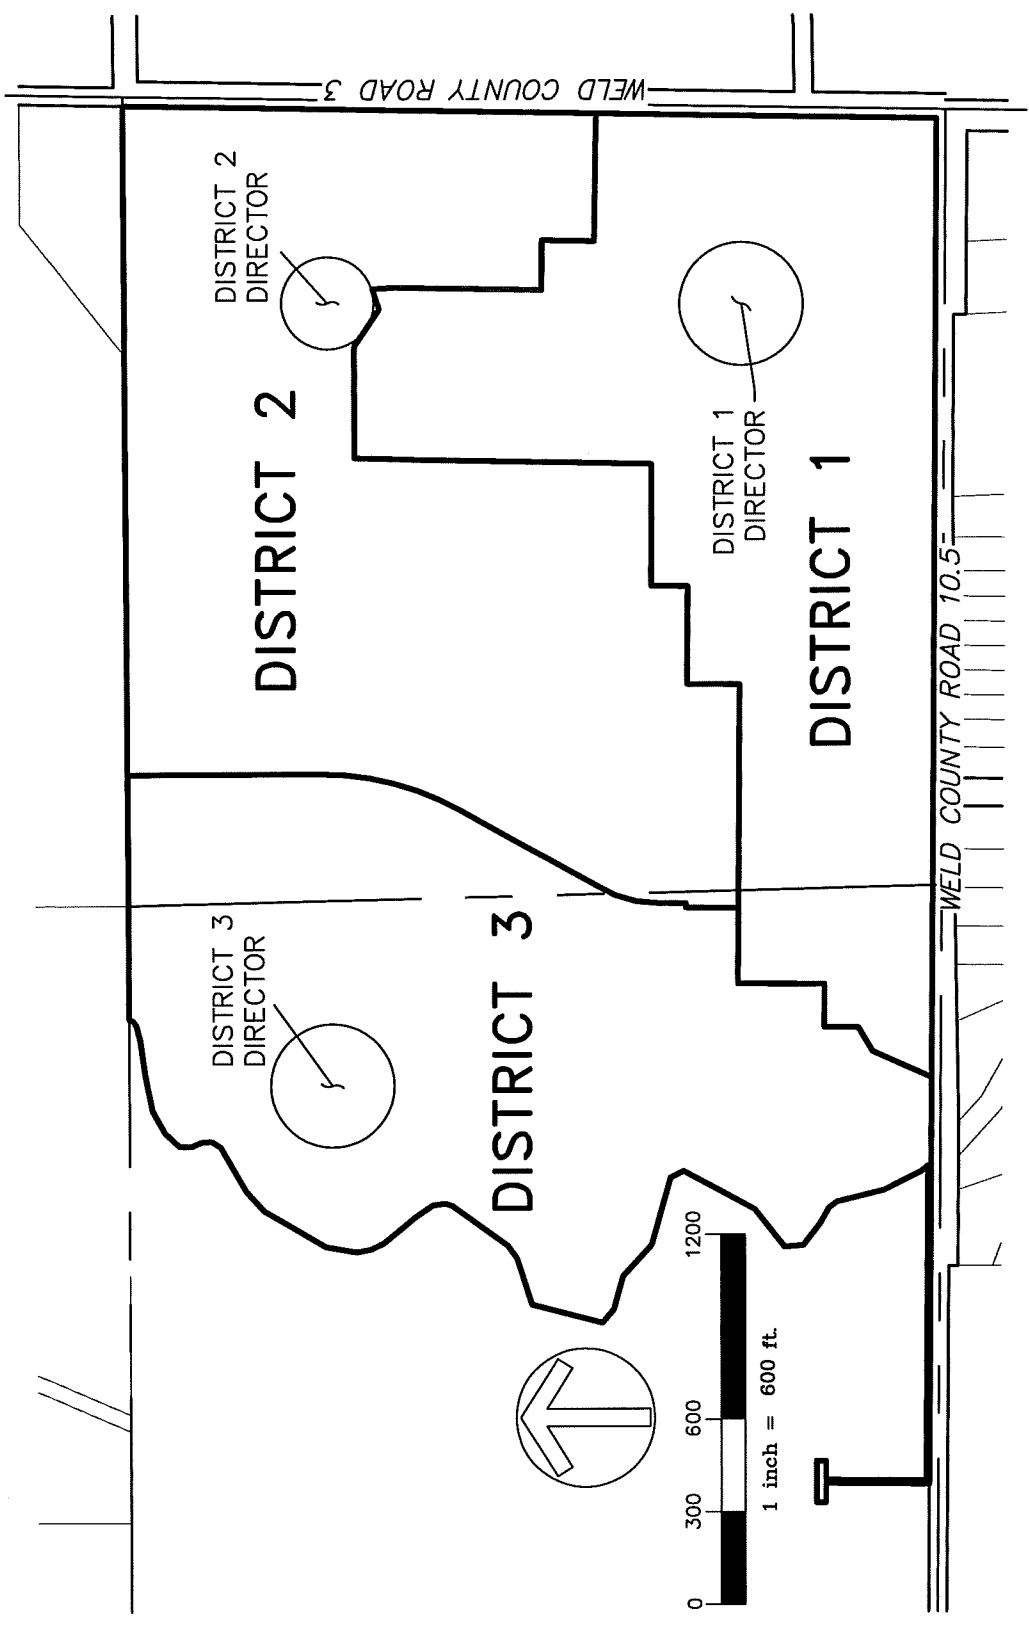 WELD COUNTY ROAD 3
DISTRICT 2
DIRECTOR
DISTRICT 2
DISTRICT 1
DIRECTOR
DISTRICT 1
DISTRICT 3
DIRECTOR
DISTRICT 3
WELD COUNTY ROAD 10.5
0 300 600 1200
1 inch = 600 ft.